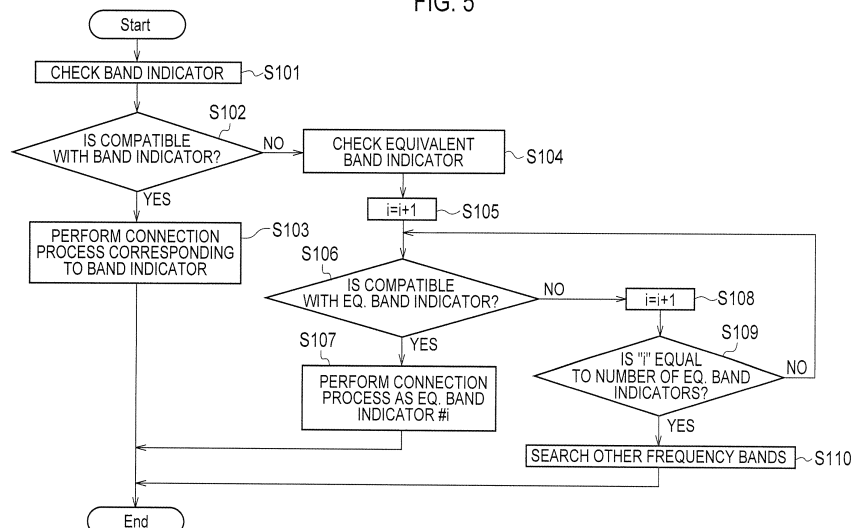 FIG. 5
Start
CHECK BAND INDICATOR
S101
S102
IS COMPATIBLE
WITH BAND INDICATOR?
NO
YES
CHECK EQUIVALENT
BAND INDICATOR
S104
i=i+1
S105
PERFORM CONNECTION
PROCESS CORRESPONDING
TO BAND INDICATOR
S103
S106
IS COMPATIBLE
WITH EQ. BAND INDICATOR?
NO
YES
i=i+1
S108
S109
IS "i" EQUAL
TO NUMBER OF EQ. BAND
INDICATORS?
NO
YES
S107
PERFORM CONNECTION
PROCESS AS EQ. BAND
INDICATOR #i
SEARCH OTHER FREQUENCY BANDS
S110
End